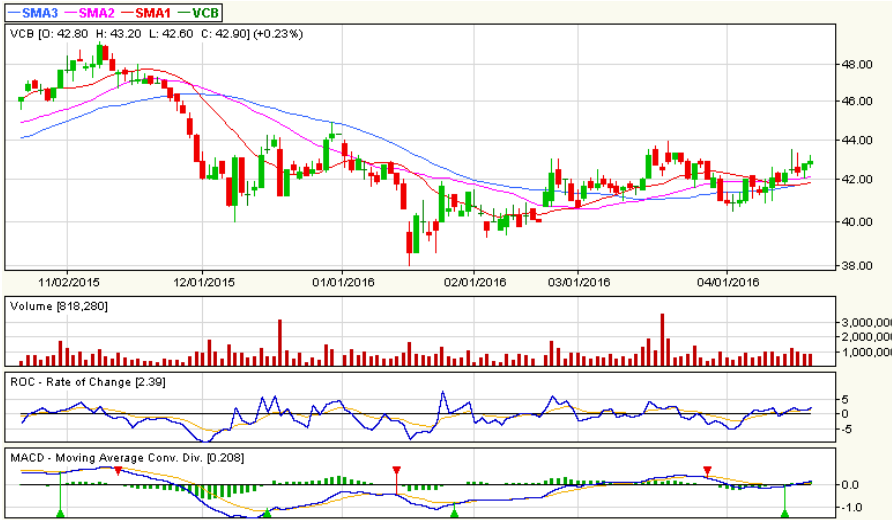 SMA3 SMA2 SMA1 VCB
VCB [O: 42.80 H: 43.20 L: 42.60 C: 42.90] (+0.23%)
48.00
46.00
44.00
42.00
40.00
38.00
11/02/2015 12/01/2015 01/01/2016 02/01/2016 03/01/2016 04/01/2016
Volume [818,280]
3,000,00
2,000,00
1,000,00
ROC - Rate of Change [2.39]
5
0
-5
MACD - Moving Average Conv. Div. [0.208]
0.0
-1.0